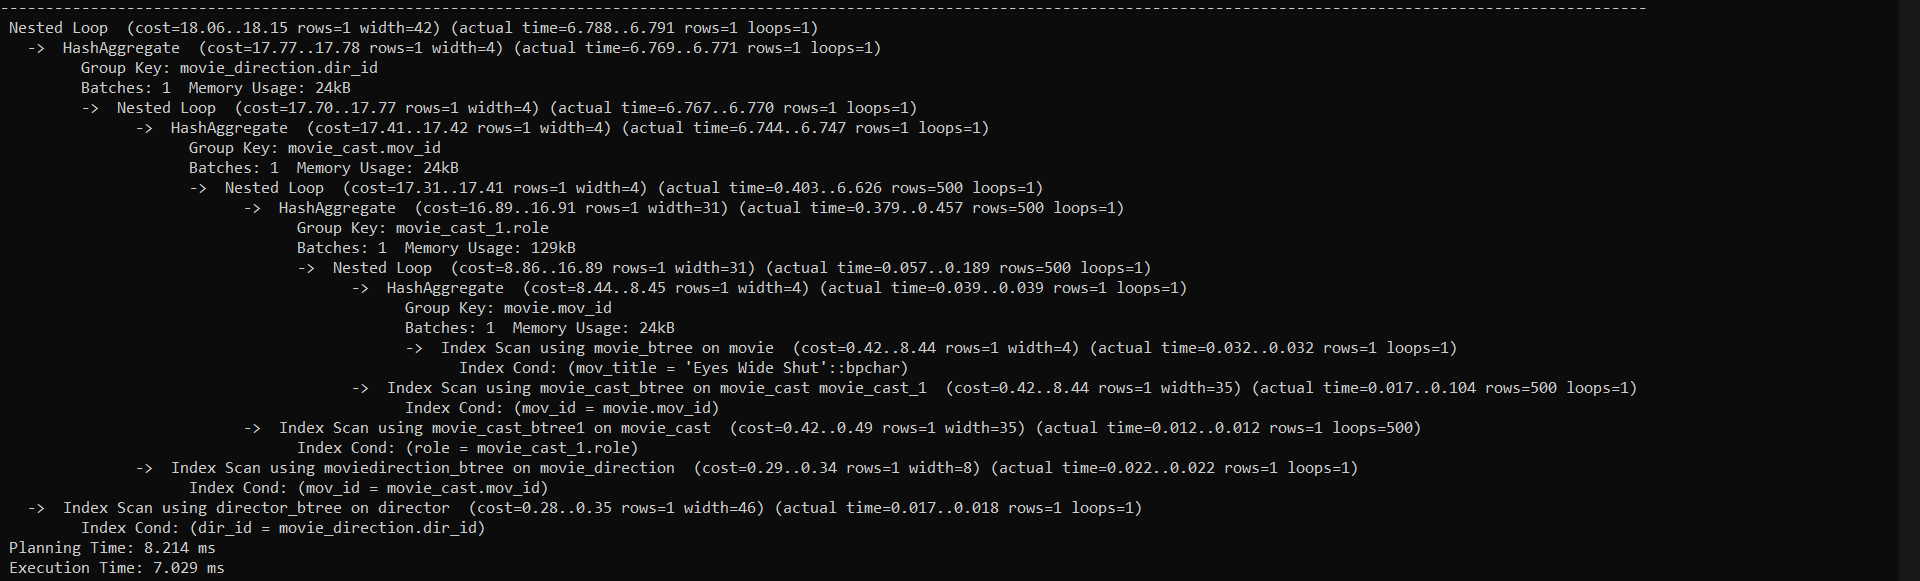 Nested Loop  (cost=18.06..18.15 rows=1 width=42) (actual time=6.788..6.791 rows=1 loops=1)
  ->  HashAggregate  (cost=17.77..17.78 rows=1 width=4) (actual time=6.769..6.771 rows=1 loops=1)
        Group Key: movie_direction.dir_id
        Batches: 1  Memory Usage: 24kB
        ->  Nested Loop  (cost=17.70..17.77 rows=1 width=4) (actual time=6.767..6.770 rows=1 loops=1)
              ->  HashAggregate  (cost=17.41..17.42 rows=1 width=4) (actual time=6.744..6.747 rows=1 loops=1)
                    Group Key: movie_cast.mov_id
                    Batches: 1  Memory Usage: 24kB
                    ->  Nested Loop  (cost=17.31..17.41 rows=1 width=4) (actual time=0.403..6.626 rows=500 loops=1)
                          ->  HashAggregate  (cost=16.89..16.91 rows=1 width=31) (actual time=0.379..0.457 rows=500 loops=1)
                                Group Key: movie_cast_1.role
                                Batches: 1  Memory Usage: 129kB
                                ->  Nested Loop  (cost=8.86..16.89 rows=1 width=31) (actual time=0.057..0.189 rows=500 loops=1)
                                      ->  HashAggregate  (cost=8.44..8.45 rows=1 width=4) (actual time=0.039..0.039 rows=1 loops=1)
                                            Group Key: movie.mov_id
                                            Batches: 1  Memory Usage: 24kB
                                            ->  Index Scan using movie_btree on movie  (cost=0.42..8.44 rows=1 width=4) (actual time=0.032..0.032 rows=1 loops=1)
                                                  Index Cond: (mov_title = 'Eyes Wide Shut'::bpchar)
                                      ->  Index Scan using movie_cast_btree on movie_cast movie_cast_1  (cost=0.42..8.44 rows=1 width=35) (actual time=0.017..0.104 rows=500 loops=1)
                                            Index Cond: (mov_id = movie.mov_id)
                          ->  Index Scan using movie_cast_btree1 on movie_cast  (cost=0.42..0.49 rows=1 width=35) (actual time=0.012..0.012 rows=1 loops=500)
                                Index Cond: (role = movie_cast_1.role)
              ->  Index Scan using moviedirection_btree on movie_direction  (cost=0.29..0.34 rows=1 width=8) (actual time=0.022..0.022 rows=1 loops=1)
                    Index Cond: (mov_id = movie_cast.mov_id)
  ->  Index Scan using director_btree on director  (cost=0.28..0.35 rows=1 width=46) (actual time=0.017..0.018 rows=1 loops=1)
        Index Cond: (dir_id = movie_direction.dir_id)
Planning Time: 8.214 ms
Execution Time: 7.029 ms